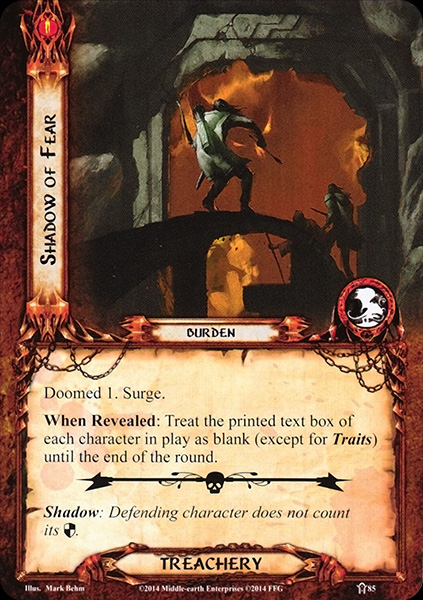 SHADOW OF FEAR
BURDEN
Doomed 1. Surge.
When Revealed: Treat the printed text box of
each character in play as blank (except for Traits)
until the end of the round.
Shadow: Defending character does not count
its .
TREACHERY
Illus. Mark Behm ©2014 Middle-earth Enterprises ©2014 FFG 85